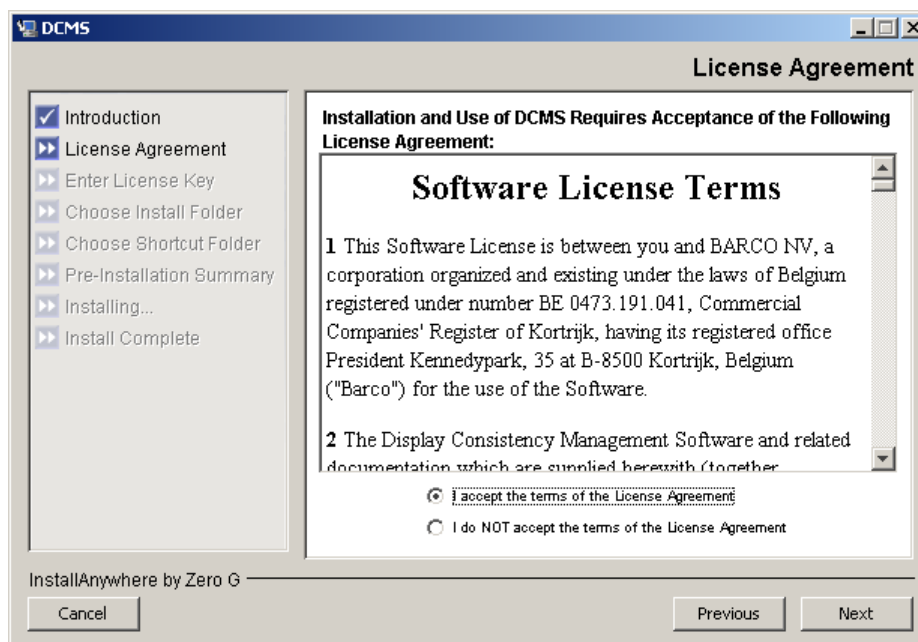 DCMS
License Agreement
Introduction
License Agreement
Enter License Key
Choose Install Folder
Choose Shortcut Folder
Pre-Installation Summary
Installing...
Install Complete
Installation and Use of DCMS Requires Acceptance of the Following
License Agreement:
Software License Terms
1 This Software License is between you and BARCO NV, a
corporation organized and existing under the laws of Belgium
registered under number BE 0473.191.041, Commercial
Companies' Register of Kortrijk, having its registered office
President Kennedypark, 35 at B-8500 Kortrijk, Belgium
("Barco") for the use of the Software.
2 The Display Consistency Management Software and related
documentation which are supplied herewith (together
I accept the terms of the License Agreement
I do NOT accept the terms of the License Agreement
InstallAnywhere by Zero G
Cancel
Previous
Next